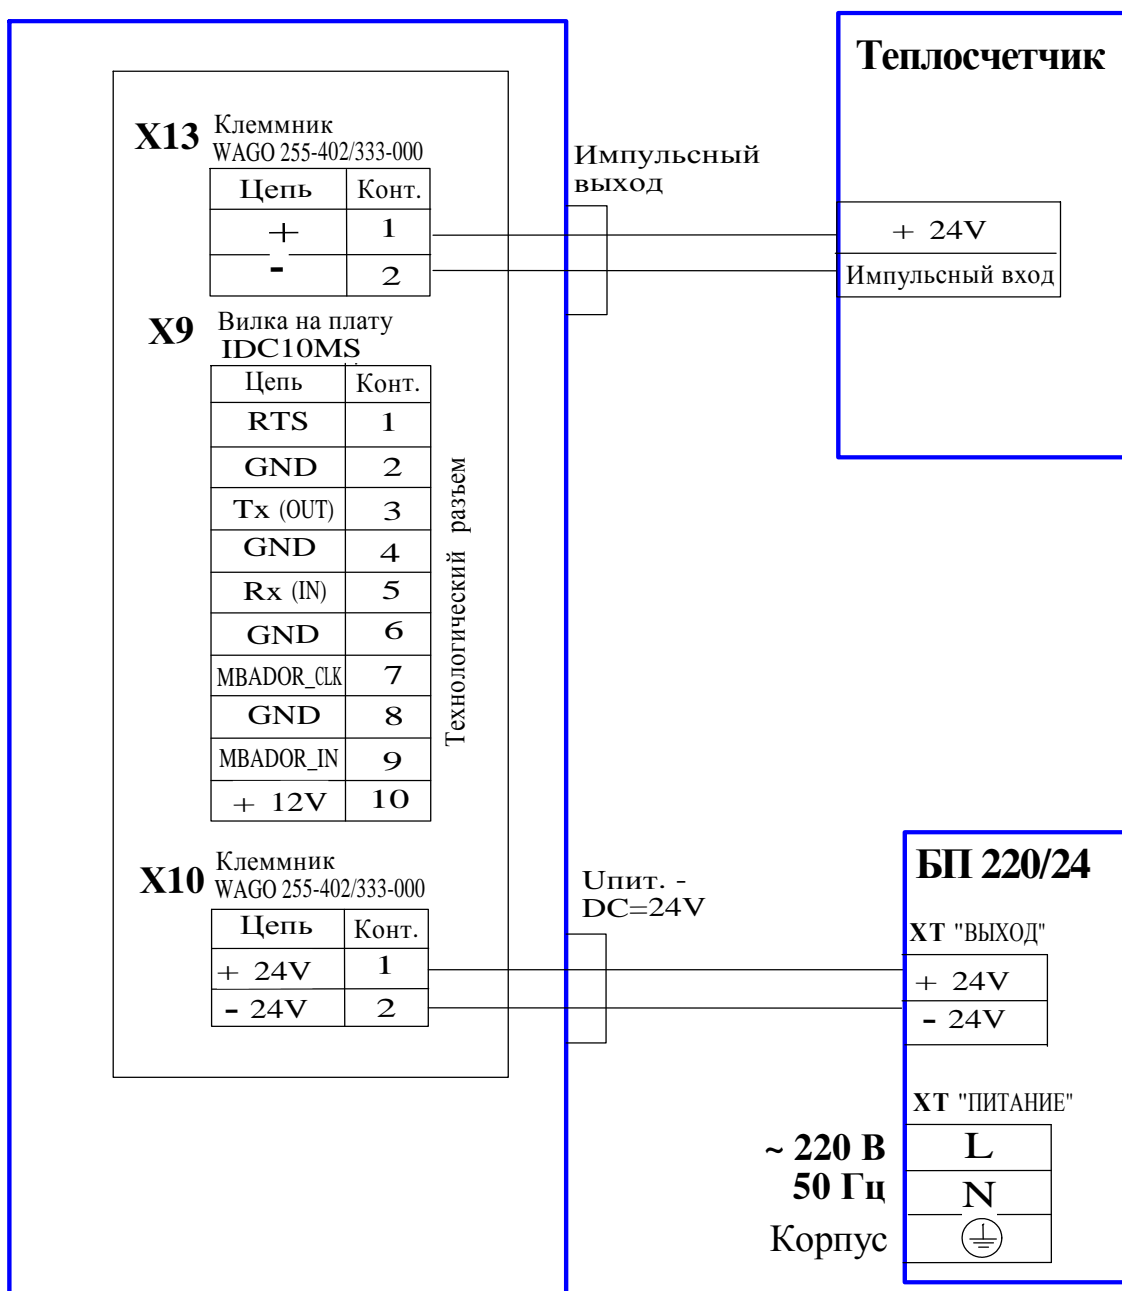 Теплосчетчик
X13 Клеммник
WAGO 255-402/333-000
Цепь Конт.
+ 1
- 2
Импульсный
выход
+ 24V
Импульсный вход
X9 Вилка на плату
IDC10MS
Цепь Конт.
RTS 1
GND 2
Tx (OUT) 3
GND 4
Rx (IN) 5
GND 6
MBADOR_CLK 7
GND 8
MBADOR_IN 9
+ 12V 10
Технологический разъем
X10 Клеммник
WAGO 255-402/333-000
Цепь Конт.
+ 24V 1
- 24V 2
Uпит. -
DC=24V
БП 220/24
XT "ВЫХОД"
+ 24V
- 24V
XT "ПИТАНИЕ"
~ 220 В L
50 Гц N
Корпус